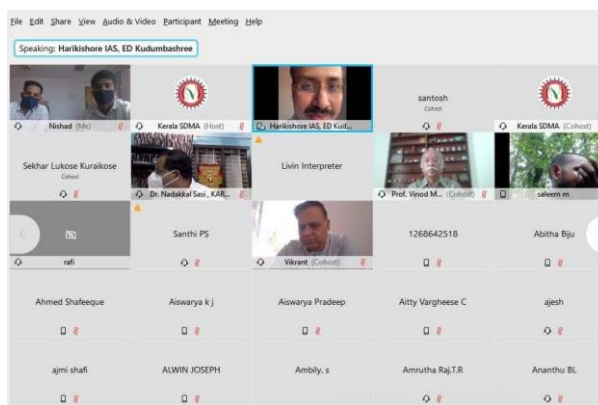 File Edit Share View Audio & Video Participant Meeting Help
Speaking: Harikishore IAS, ED Kudumbashree
Nishad (Me)
Kerala SDMA (Host)
Harikishore IAS, ED Kud...
santosh
Cohost
Kerala SDMA (Cohost)
Sekhar Lukose Kuraikose
Cohost
Dr. Nadakkal Sasi , KAR...
Livin Interpreter
Prof. Vinod M... (Cohost)
saleem m
rafi
Santhi PS
Vikrant (Cohost)
1268642518
Abitha Biju
Ahmed Shafeeque
Aiswarya k j
Aiswarya Pradeep
Aitty Vargheese C
ajesh
ajmi shafi
ALWIN JOSEPH
Ambily. s
Amrutha Raj.T.R
Ananthu BL